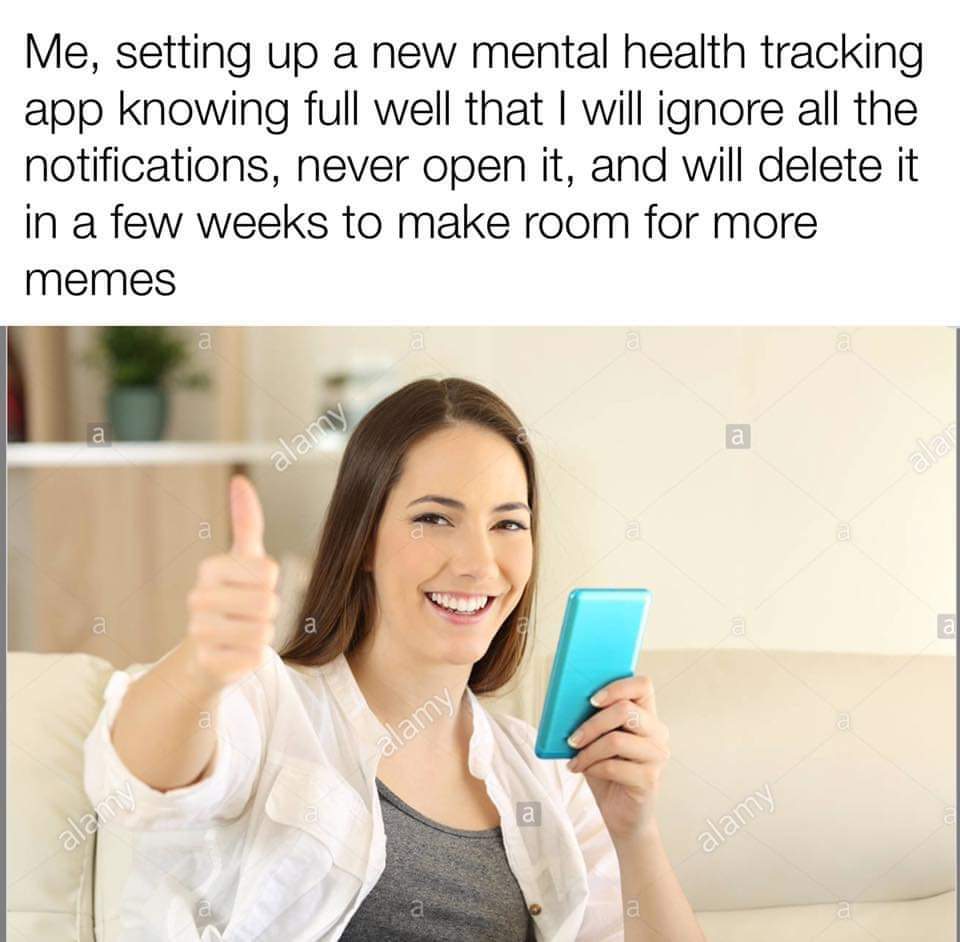 Me, setting up a new mental health tracking
app knowing full well that I will ignore all the
notifications, never open it, and will delete it
in a few weeks to make room for more
memes
a a a a
a alamy a alamy
a a a
a a a a a
alamy
a a
alamy a alamy a
a a a a